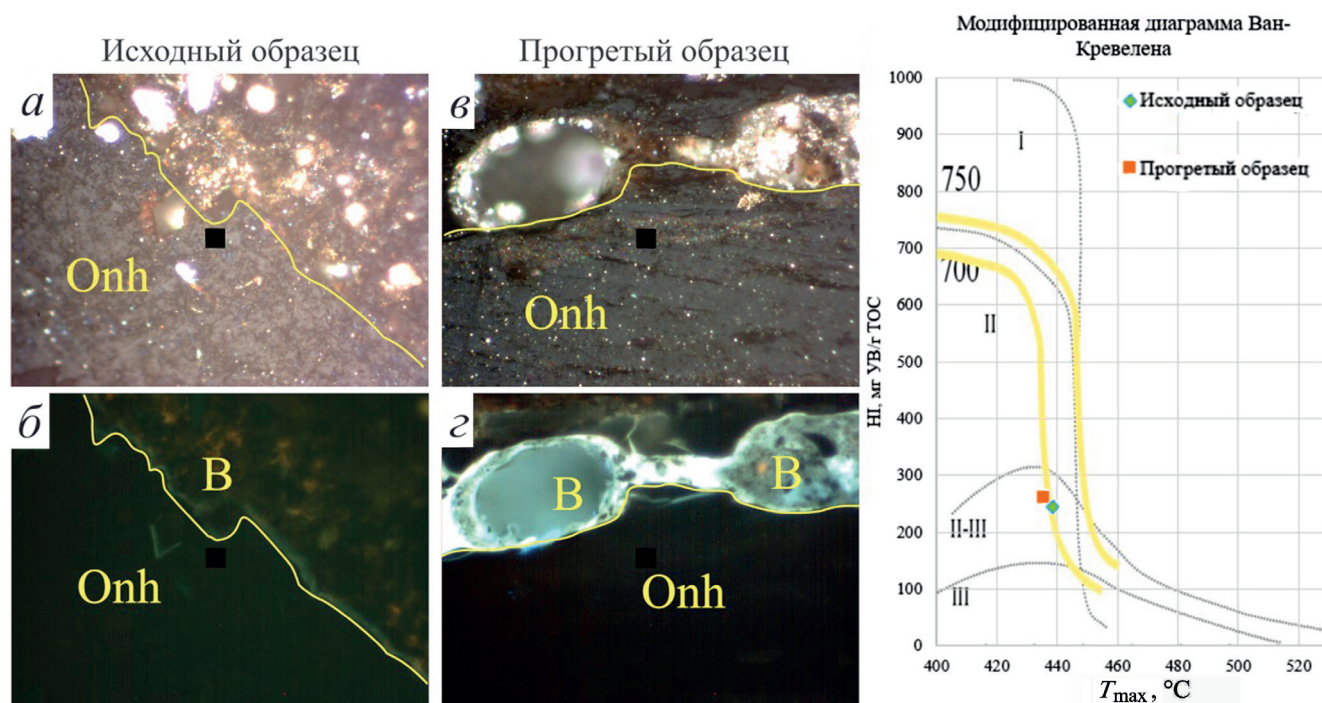 Исходный образец
Прогретый образец
а
Onh
б
B
Onh
в
Onh
г
B
B
Onh
Модифицированная диаграмма Ван-
Кревелена
HI, мг УВ/г ТОС
1000
900
800
700
600
500
400
300
200
100
0
750
700
I
II
II-III
III
Исходный образец
Прогретый образец
400
420
440
460
480
500
520
Tmax , °C